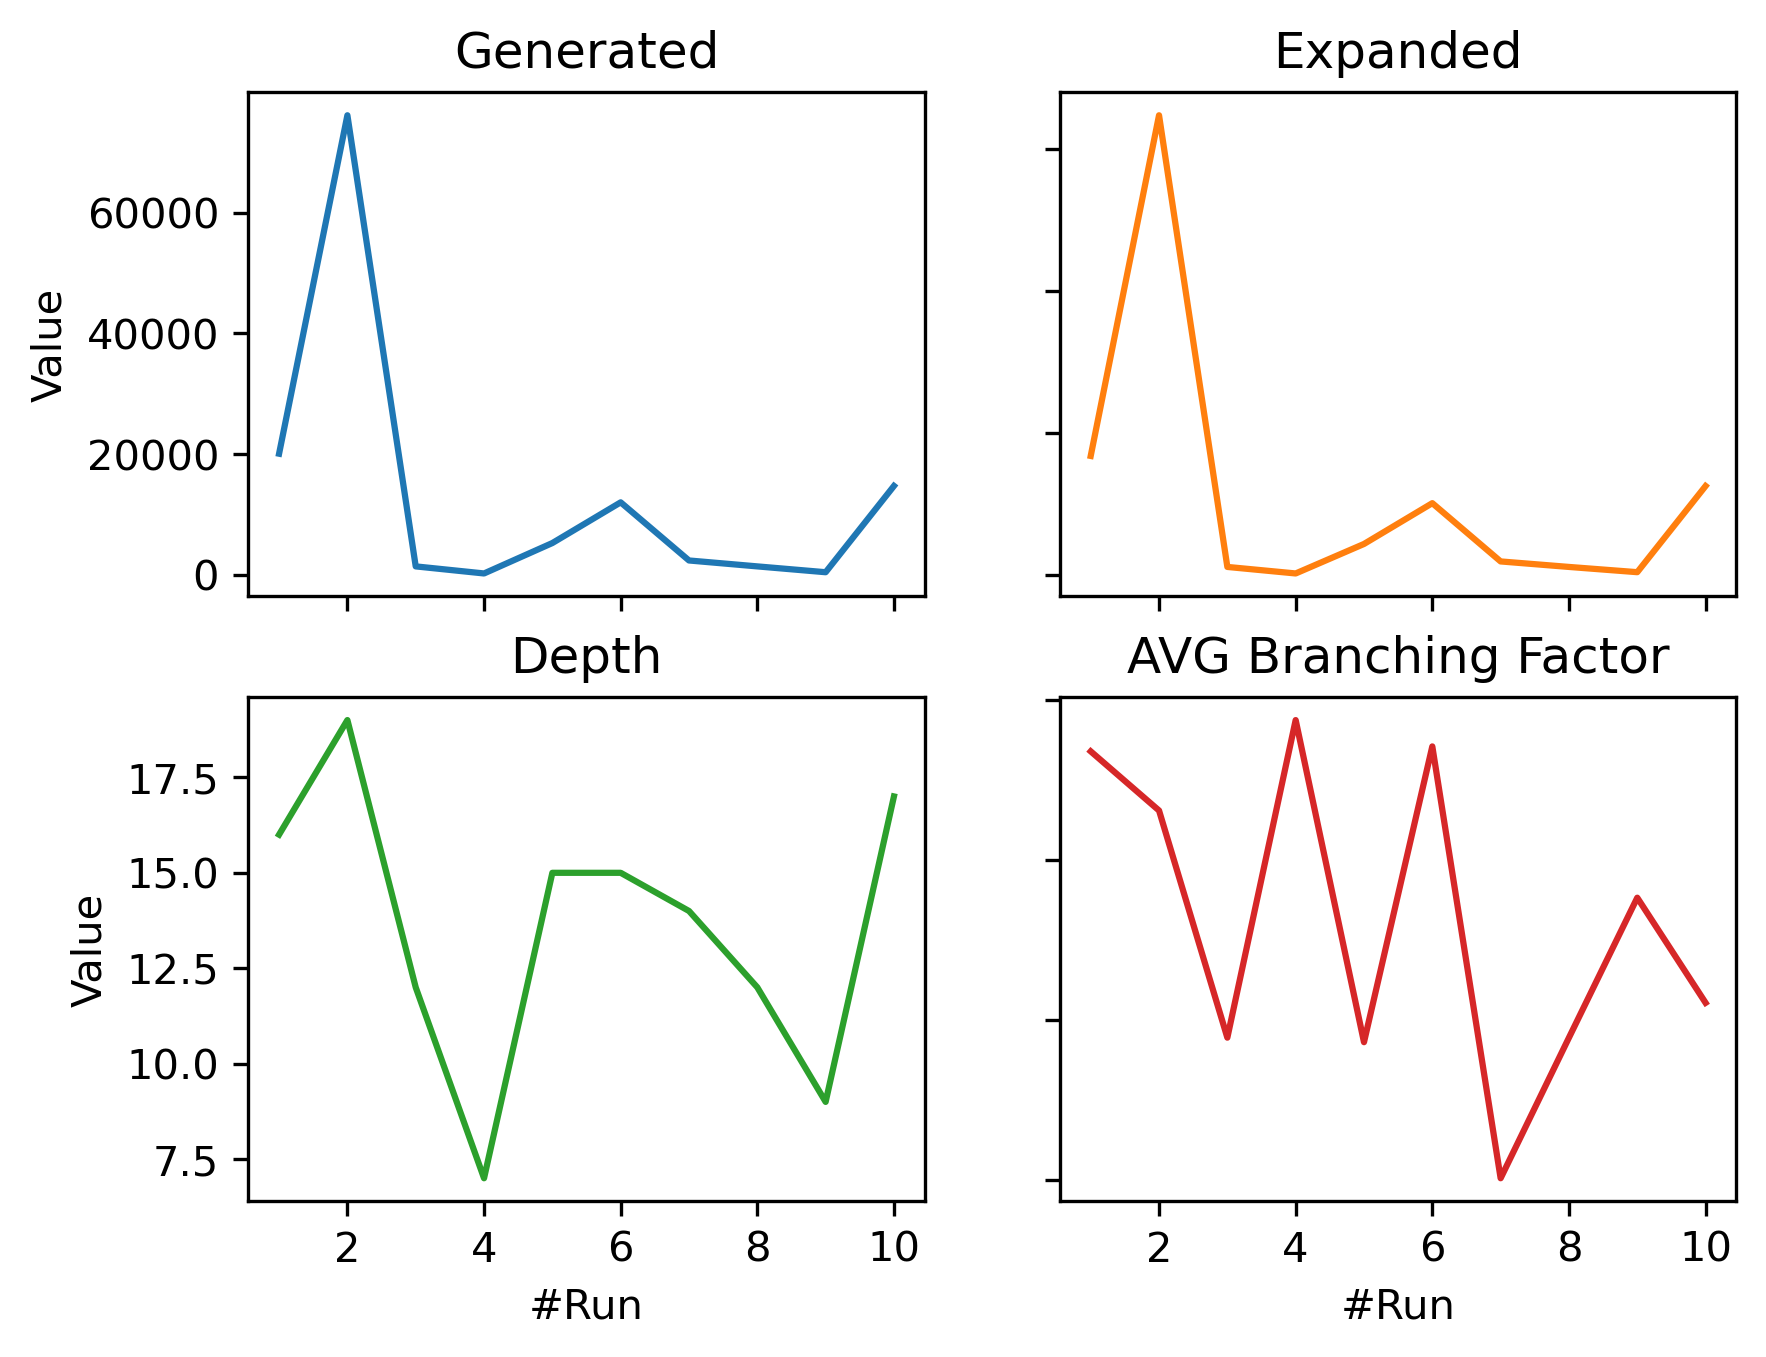 Generated
Expanded
Value
60000
40000
20000
0
Depth
AVG Branching Factor
Value
17.5
15.0
12.5
10.0
7.5
2 4 6 8 10
2 4 6 8 10
#Run
#Run